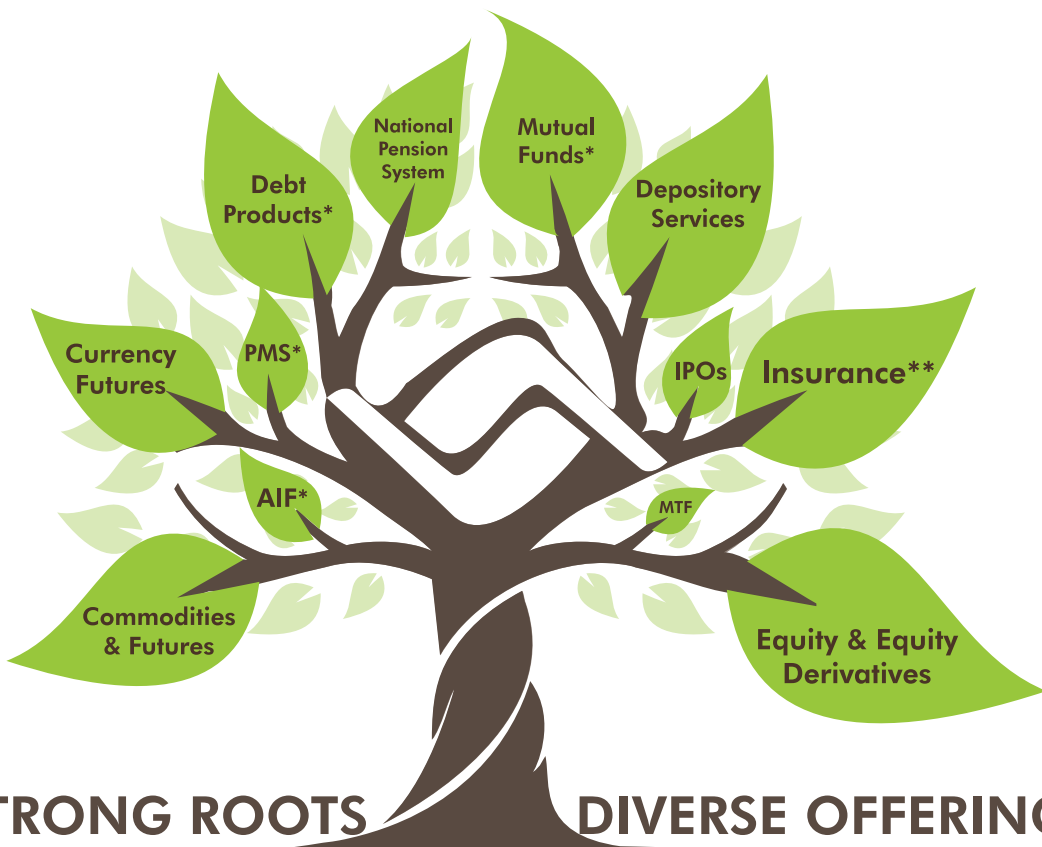 National
Pension
System
Mutual
Funds*
Debt
Products*
Depository
Services
Currency
Futures
PMS*
IPOs
Insurance**
AIF*
MTF
Commodities
& Futures
Equity & Equity
Derivatives
TRONG ROOTS
DIVERSE OFFERING